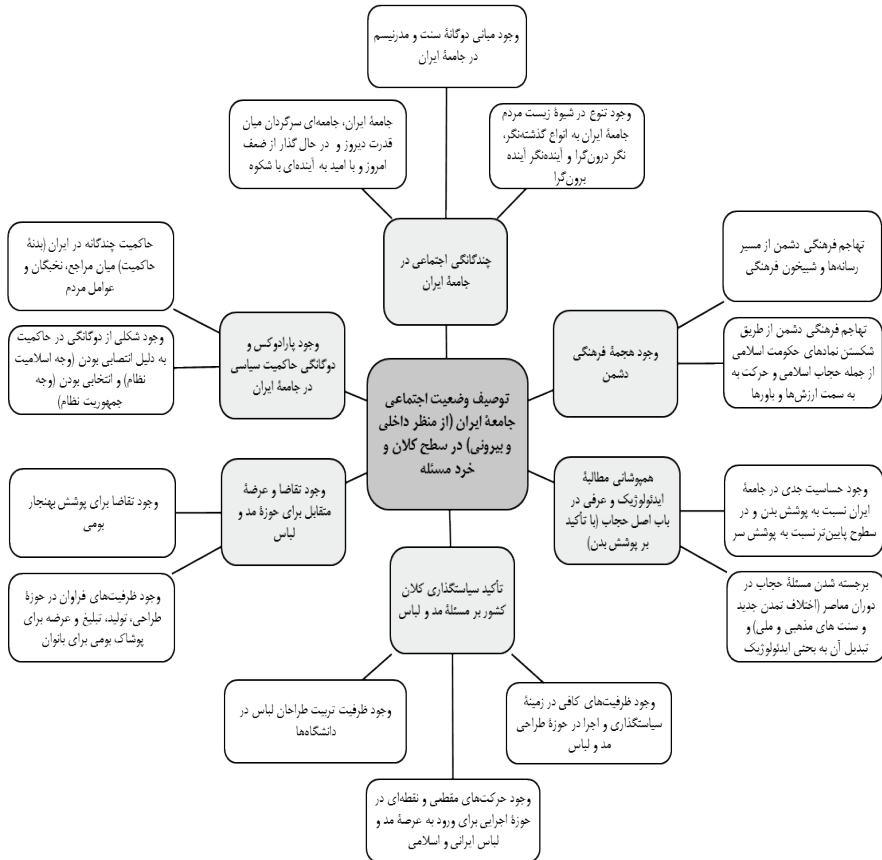 وجود مبانی دوگانهٔ سنت و مدرنیسم
در جامعهٔ ایران
وجود تنوع در شیوهٔ زیست مردم
جامعهٔ ایران به انواع گذشته‌نگر،
نگر درون‌گرا و آینده‌نگر آینده
برون‌گرا
جامعهٔ ایران، جامعه‌ای سرگردان میان
قدرت دیروز و در حال گذار از ضعف
امروز و با امید به آینده‌ای با شکوه
چندگانگی اجتماعی در
جامعهٔ ایران
تهاجم فرهنگی دشمن از مسیر
رسانه‌ها و شبیخون فرهنگی
تهاجم فرهنگی دشمن از طریق
شکستن نمادهای حکومت اسلامی
از جمله حجاب اسلامی و حرکت به
به سمت ارزش‌ها و باورها
وجود هجمهٔ فرهنگی
دشمن
حاکمیت چندگانه در ایران (بدنهٔ
حاکمیت) میان مراجع، نخبگان و
عوامل مردم
وجود شکلی از دوگانگی در حاکمیت
به دلیل انتصابی بودن (وجه اسلامیت
نظام) و انتخابی بودن (وجه
جمهوریت نظام)
وجود پارادوکس و
دوگانگی حاکمیت سیاسی
در جامعهٔ ایران
توصیف وضعیت اجتماعی
جامعهٔ ایران (از منظر داخلی
و بیرونی) در سطح کلان و
خرد مسئله
همپوشانی مطالبهٔ
ایدئولوژیک و عرفی در
باب اصل حجاب (با تأکید
بر پوشش بدن)
وجود حساسیت جدی در جامعهٔ
ایران نسبت به پوشش بدن و در
سطوح پایین‌تر نسبت به پوشش سر
برجسته شدن مسئلهٔ حجاب در
دوران معاصر (اختلاف تمدن جدید
و سنت های مذهبی و ملی) و
تبدیل آن به بحثی ایدئولوژیک
وجود تقاضا و عرضهٔ
متقابل برای حوزهٔ مد و
لباس
وجود تقاضا برای پوشش بهنجار
بومی
وجود ظرفیت‌های فراوان در حوزهٔ
طراحی، تولید، تبلیغ و عرضه برای
پوشاک بومی برای بانوان
تأکید سیاستگذاری کلان
کشور بر مسئلهٔ مد و لباس
وجود ظرفیت‌های کافی در زمینهٔ
سیاستگذاری و اجرا در حوزهٔ طراحی
مد و لباس
وجود ظرفیت تربیت طراحان لباس در
دانشگاه‌ها
وجود حرکت‌های مقطعی و نقطه‌ای در
حوزهٔ اجرایی برای ورود به عرصهٔ مد و
لباس ایرانی و اسلامی